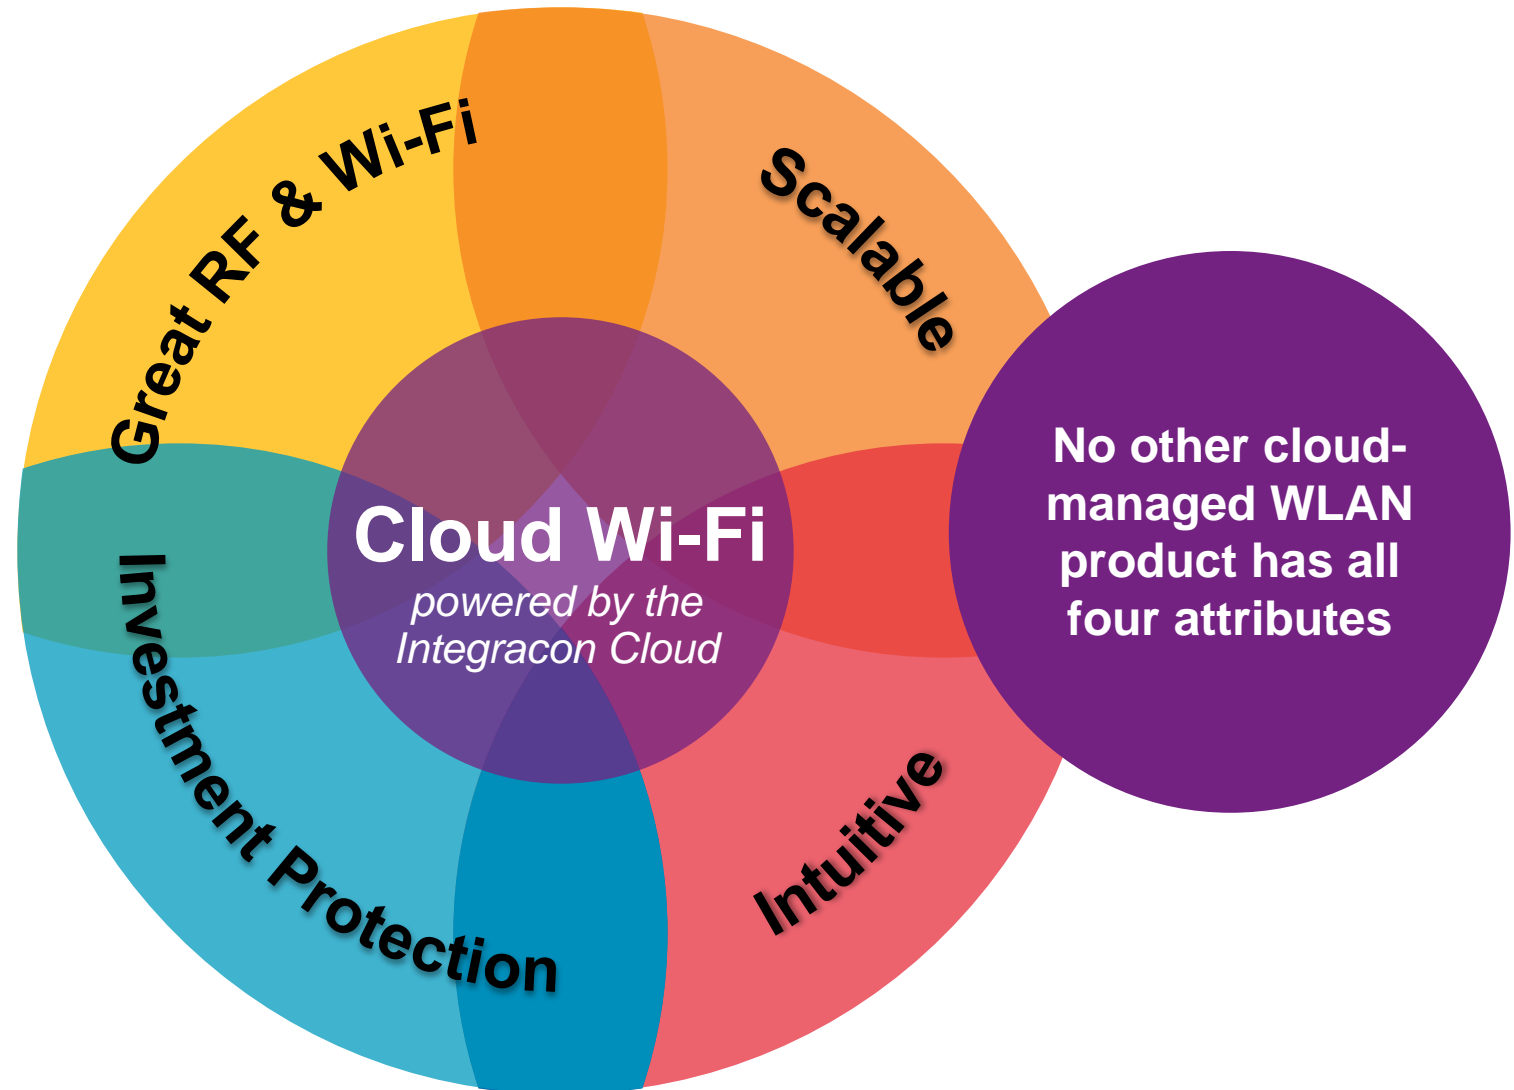 Great RF & Wi-Fi
Scalable
Cloud Wi-Fi
powered by the
Integracon Cloud
Investment Protection
Intuitive
No other cloud-
managed WLAN
product has all
four attributes